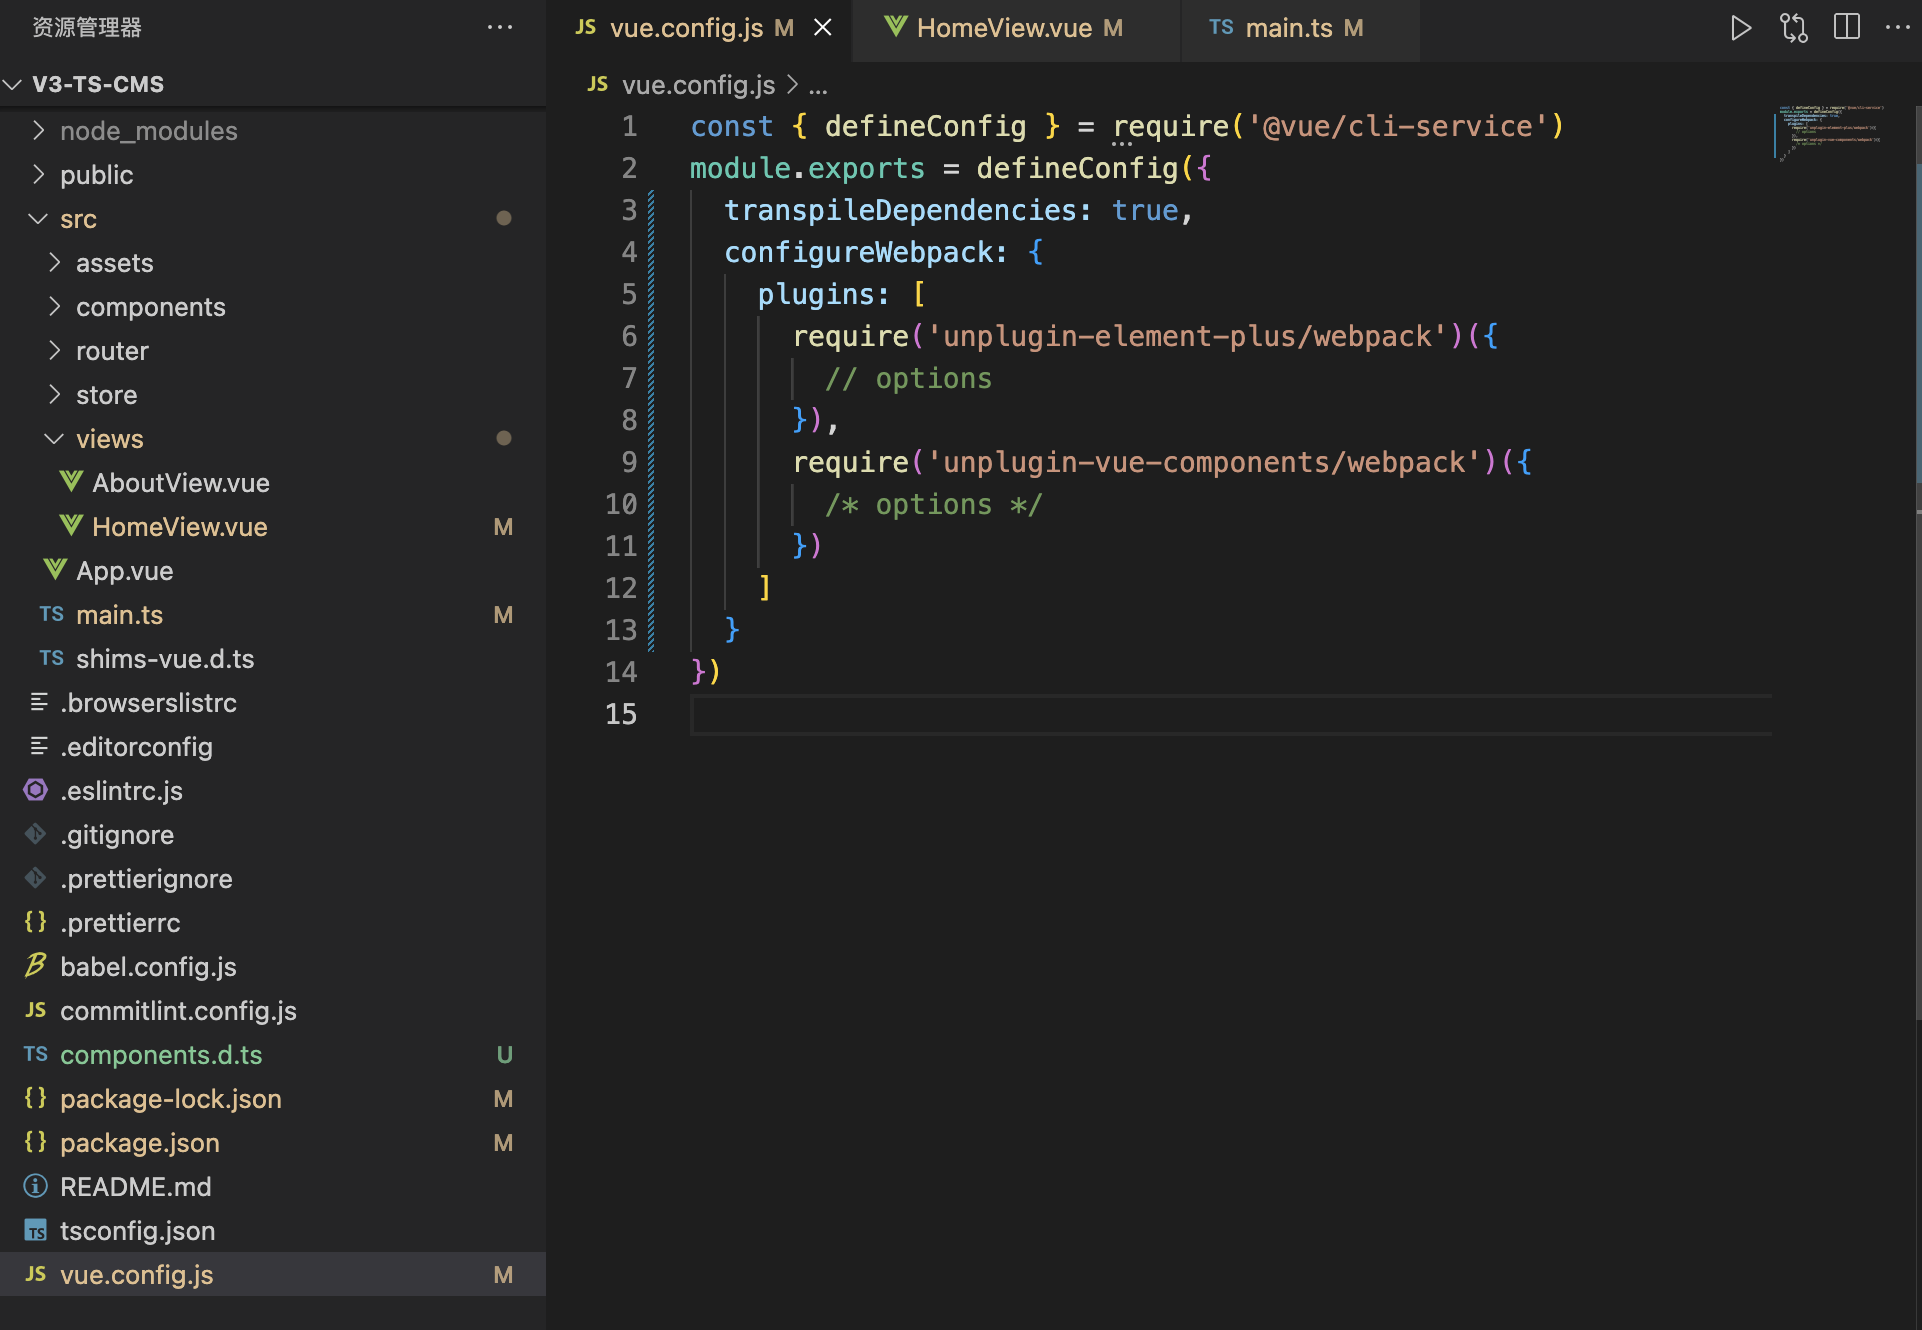 资源管理器
V3-TS-CMS
node_modules
public
src
assets
components
router
store
views
AboutView.vue
HomeView.vue M
App.vue
TS main.ts M
TS shims-vue.d.ts
.browserslistrc
.editorconfig
.eslintrc.js
.gitignore
.prettierignore
{} .prettierrc
babel.config.js
JS commitlint.config.js
TS components.d.ts U
{} package-lock.json M
{} package.json M
README.md
TS tsconfig.json
JS vue.config.js M
JS vue.config.js M
HomeView.vue M
TS main.ts M
JS vue.config.js > ...
1 const { defineConfig } = require('@vue/cli-service')
2 module.exports = defineConfig({
3 transpileDependencies: true,
4 configureWebpack: {
5 plugins: [
6 require('unplugin-element-plus/webpack')({
7 // options
8 }),
9 require('unplugin-vue-components/webpack')({
10 /* options */
11 })
12 ]
13 }
14 })
15